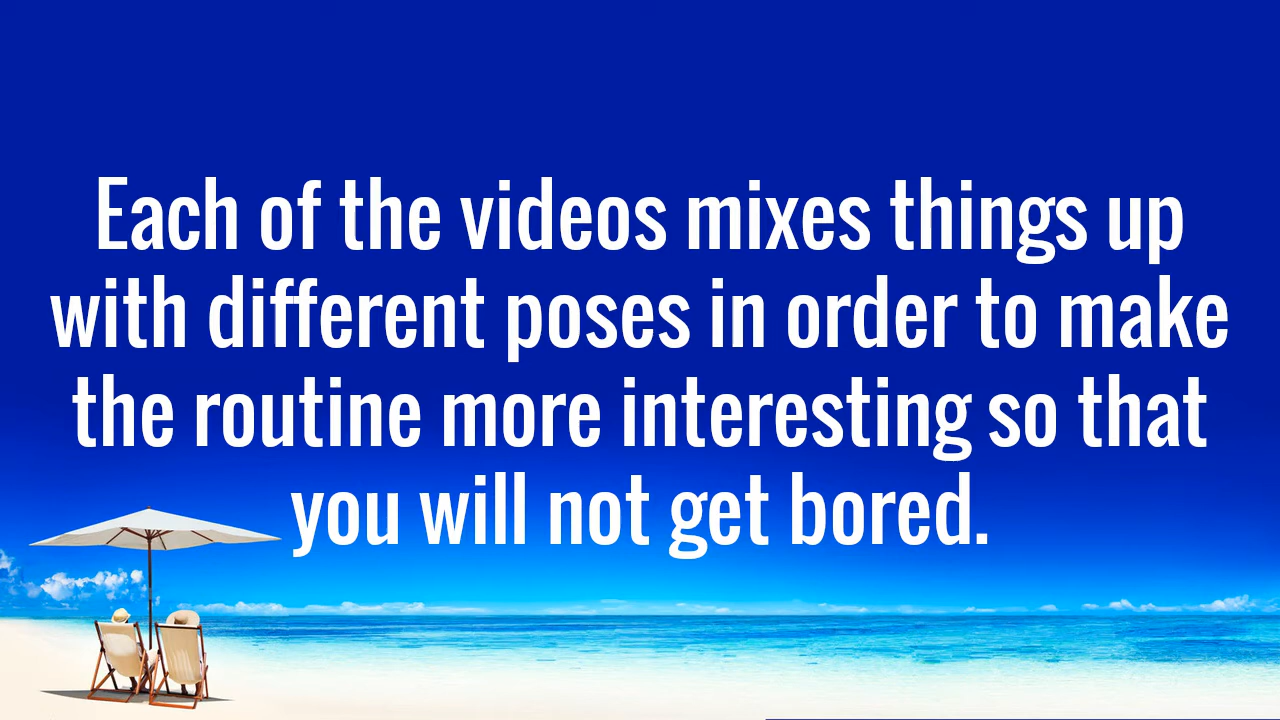 Each of the videos mixes things up
with different poses in order to make
the routine more interesting so that
you will not get bored.